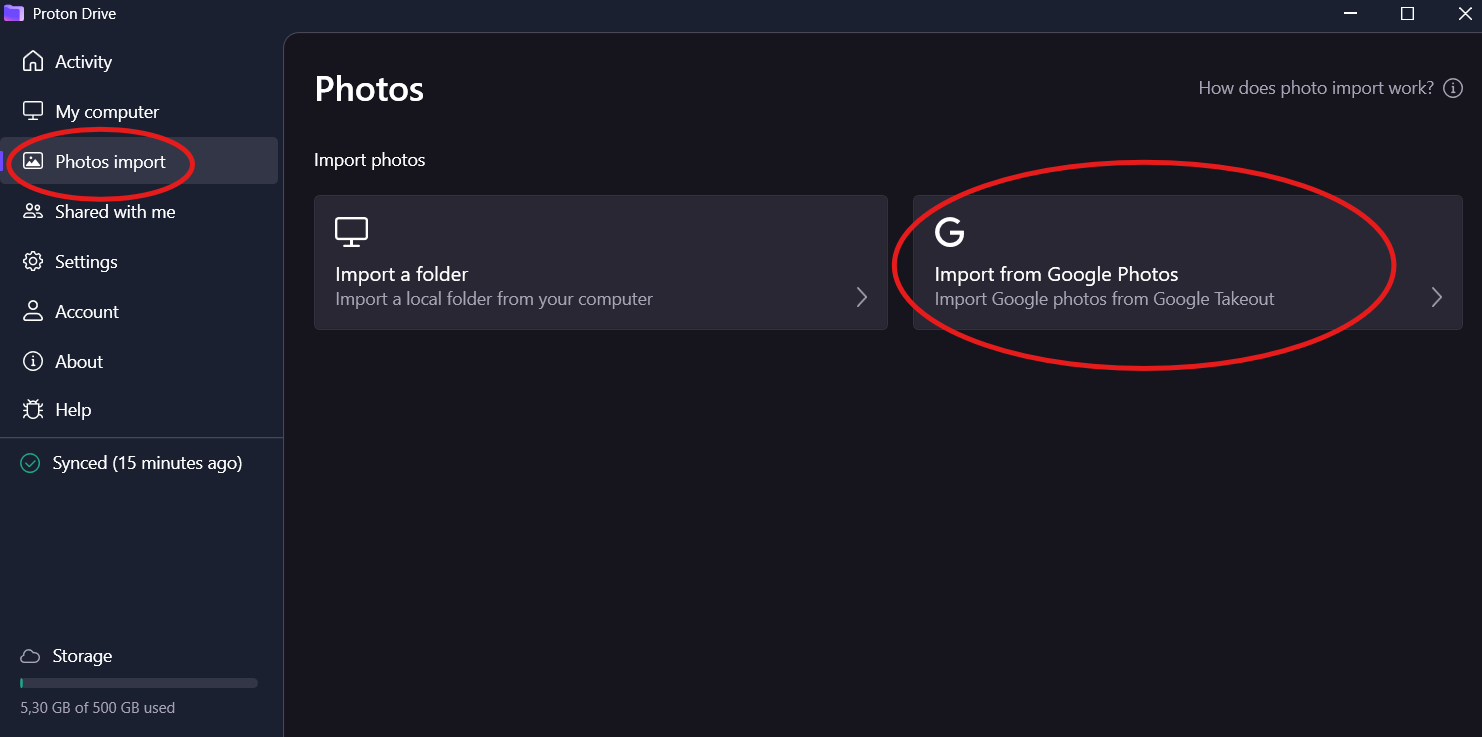 Proton Drive
Activity
My computer
Photos import
Shared with me
Settings
Account
About
Help
Synced (15 minutes ago)
Storage
5,30 GB of 500 GB used
Photos
How does photo import work?
Import photos
Import a folder
Import a local folder from your computer
Import from Google Photos
Import Google photos from Google Takeout